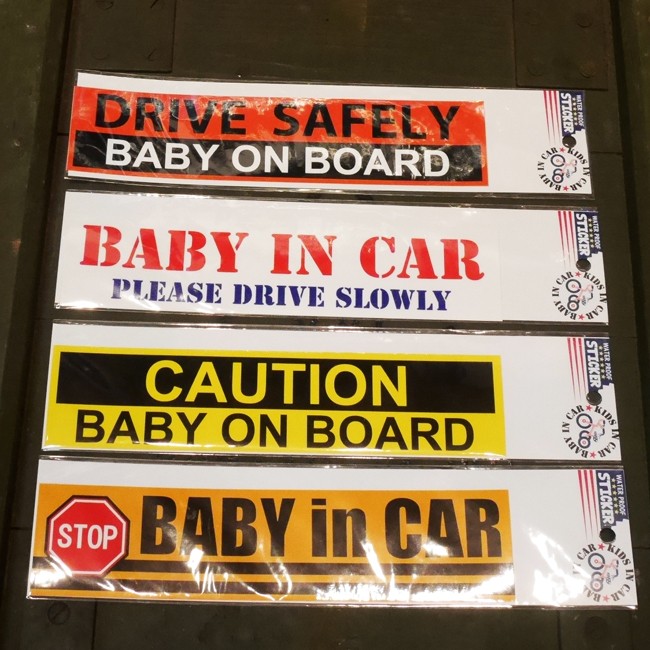 DRIVE SAFELY
BABY ON BOARD
WATER PROOF
STICKER
BABY IN CAR ★ KIDS IN CAR ★
BABY IN CAR
PLEASE DRIVE SLOWLY
WATER PROOF
STICKER
BABY IN CAR ★ KIDS IN CAR ★
CAUTION
BABY ON BOARD
WATER PROOF
STICKER
BABY IN CAR ★ KIDS IN CAR ★
STOP
BABY in CAR
WATER PROOF
STICKER
BABY IN CAR ★ KIDS IN CAR ★